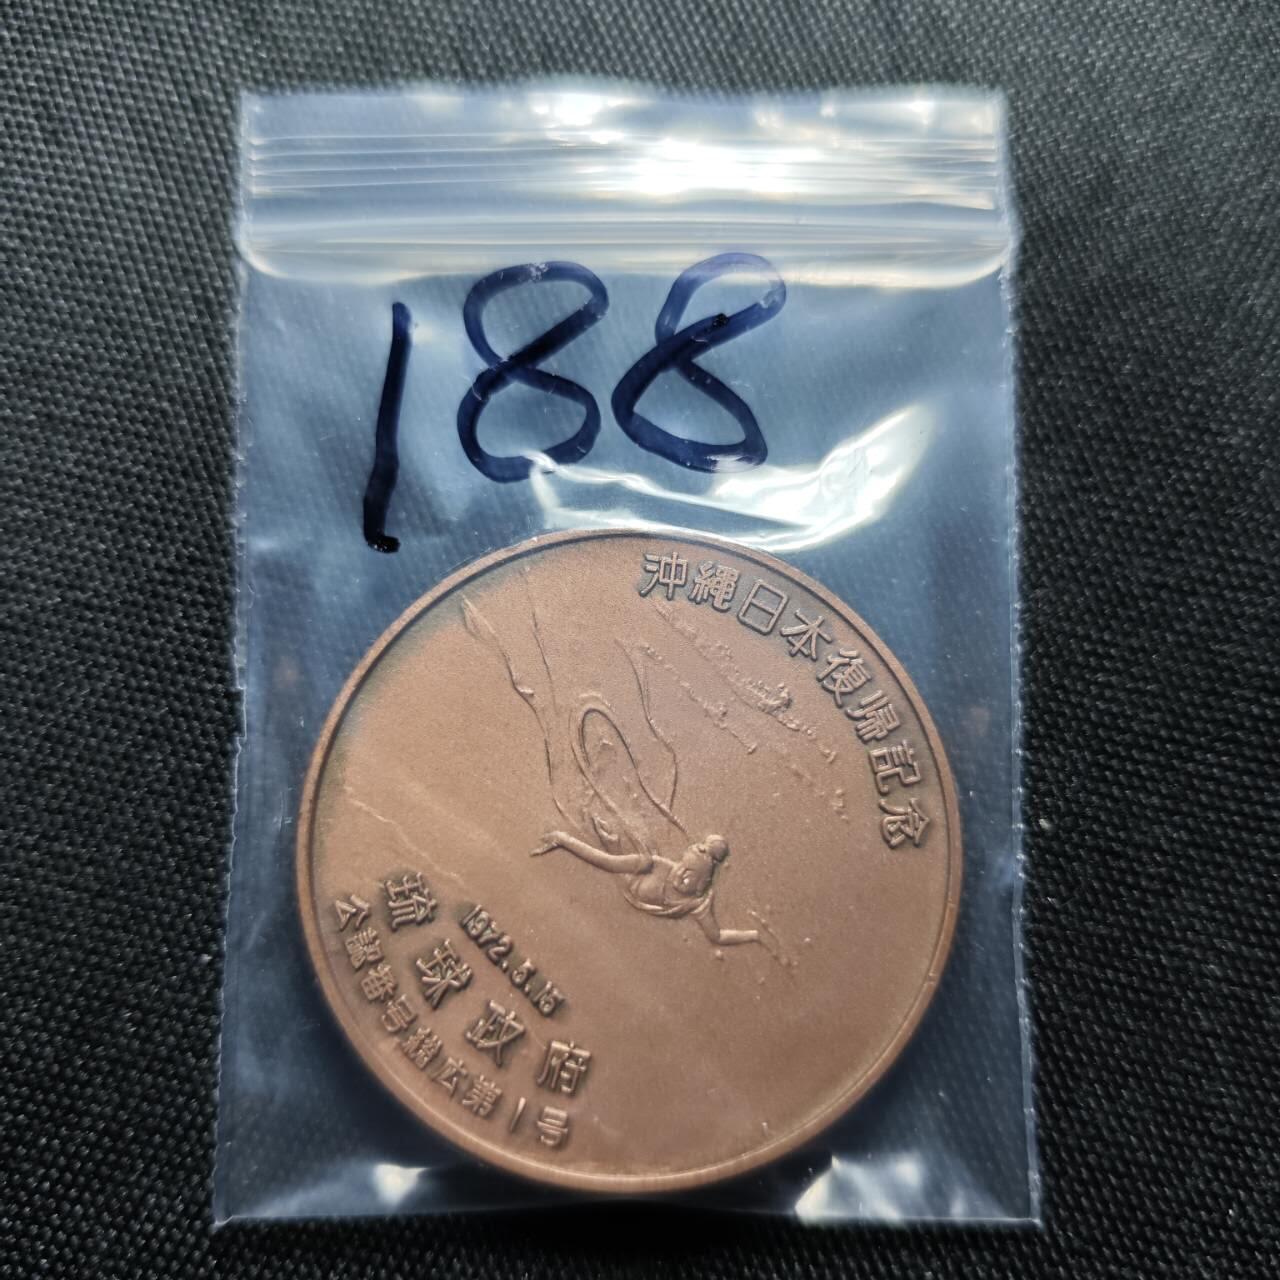 188
沖繩日本復帰記念
1972.5.15
琉球政府
公認番号総広第1号